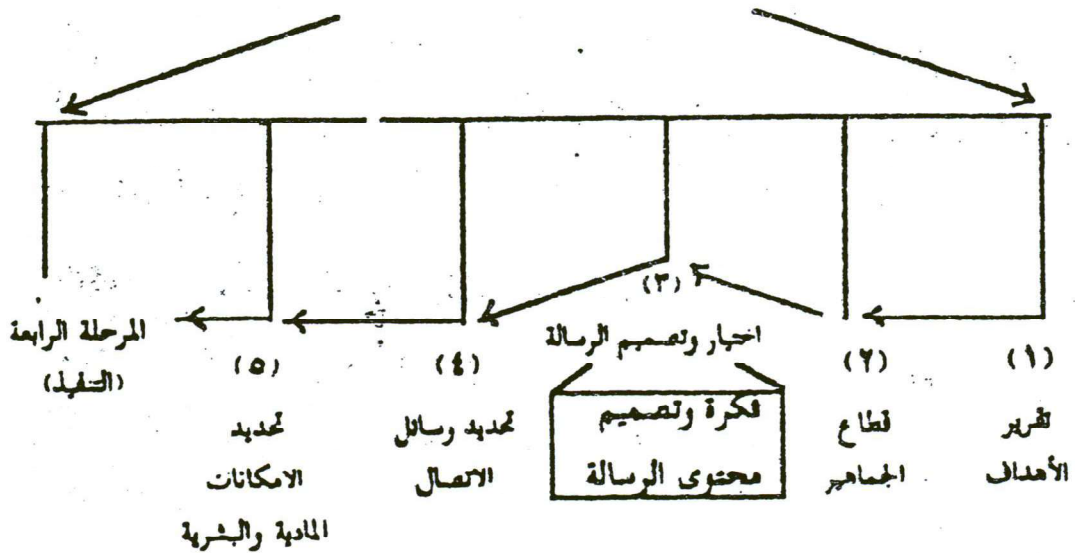 (١)
تقرير
الأهداف
(٢)
قطاع
الجماهير
(٣)
اختيار وتصميم الرسالة
فكرة وتصميم
محتوى الرسالة
(٤)
تحديد وسائل
الاتصال
(٥)
تحديد
الامكانات
المادية والبشرية
المرحلة الرابعة
(التنفيذ)